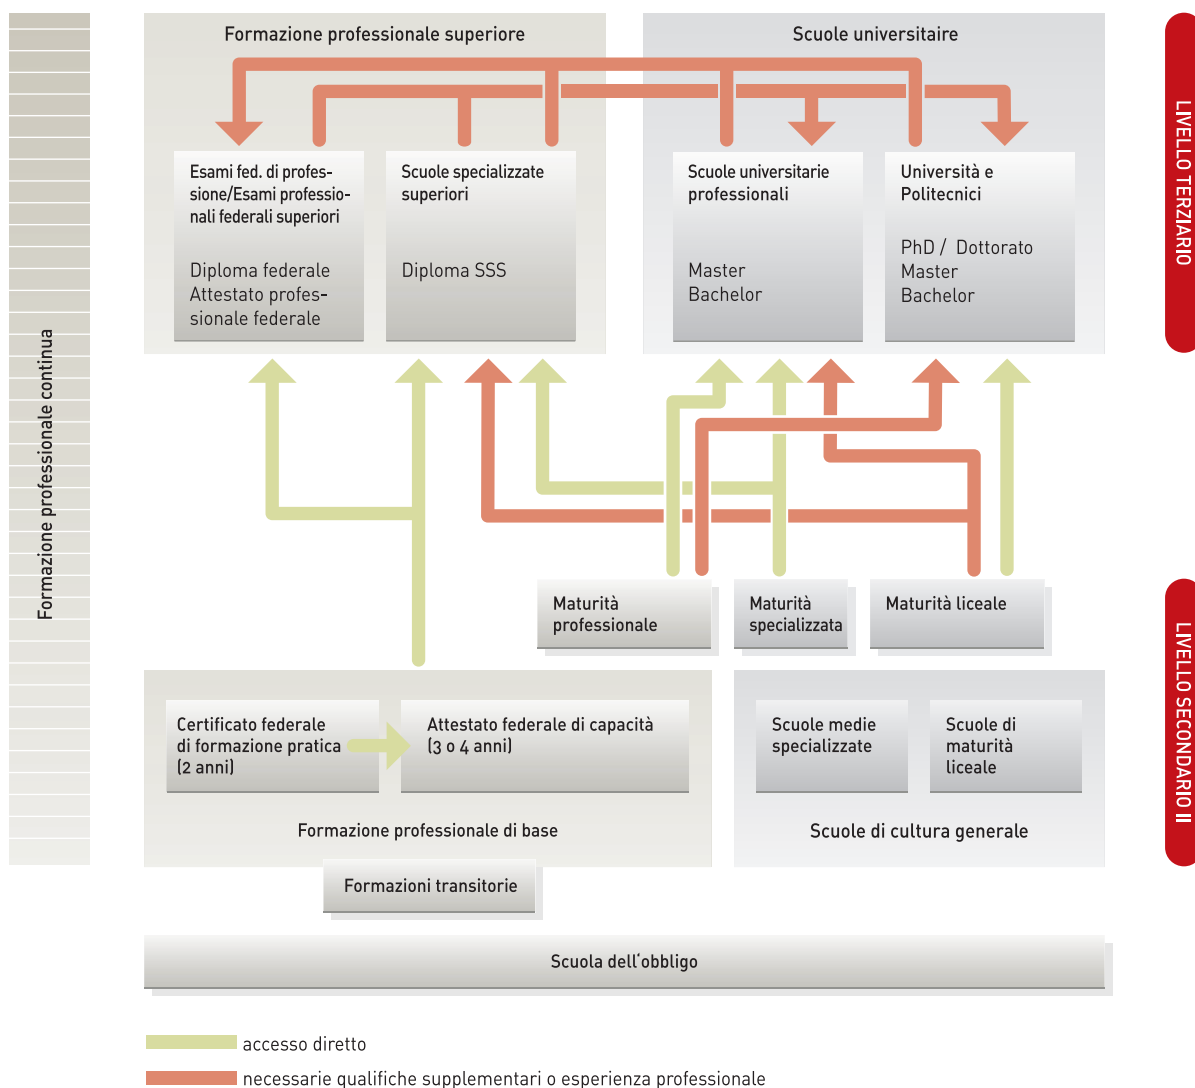 Formazione professionale continua
Formazione professionale superiore
Scuole universitaire
Esami fed. di profes-
sione/Esami professio-
nali federali superiori
Diploma federale
Attestato profes-
sionale federale
Scuole specializzate
superiori
Diploma SSS
Scuole universitarie
professionali
Master
Bachelor
Università e
Politecnici
PhD / Dottorato
Master
Bachelor
LIVELLO TERZIARIO
Maturità
professionale
Maturità
specializzata
Maturità liceale
Certificato federale
di formazione pratica
(2 anni)
Attestato federale di capacità
(3 o 4 anni)
Formazione professionale di base
Scuole medie
specializzate
Scuole di
maturità
liceale
Scuole di cultura generale
LIVELLO SECONDARIO II
Formazioni transitorie
Scuola dell‘obbligo
accesso diretto
necessarie qualifiche supplementari o esperienza professionale